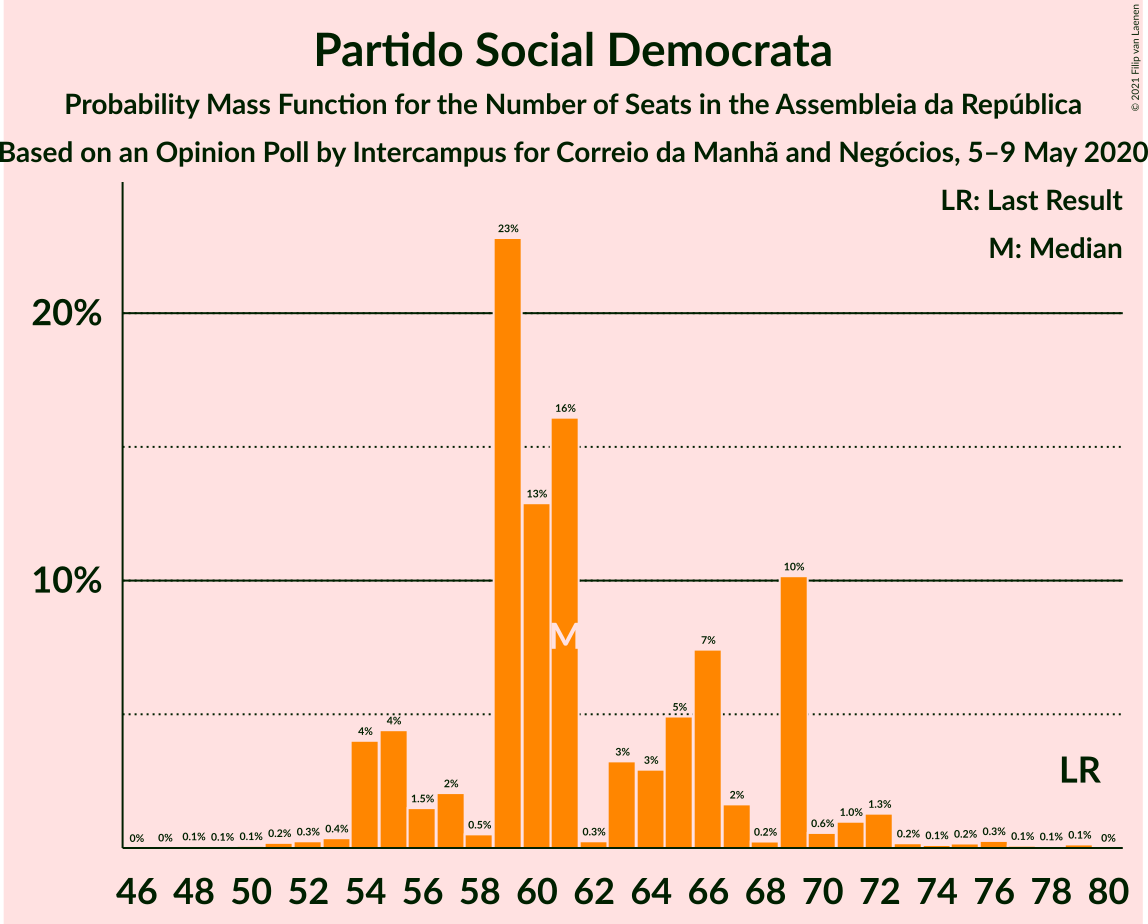 Partido Social Democrata
Probability Mass Function for the Number of Seats in the Assembleia da República
Based on an Opinion Poll by Intercampus for Correio da Manhã and Negócios, 5–9 May 2020
© 2021 Filip van Laenen
LR: Last Result
M: Median
20%
10%
0% 0% 0.1% 0.1% 0.1% 0.2% 0.3% 0.4% 4% 4% 1.5% 2% 0.5% 23% 13% 16% 0.3% 3% 3% 5% 7% 2% 0.2% 10% 0.6% 1.0% 1.3% 0.2% 0.1% 0.2% 0.3% 0.1% 0.1% 0.1% 0%
M
LR
46 48 50 52 54 56 58 60 62 64 66 68 70 72 74 76 78 80